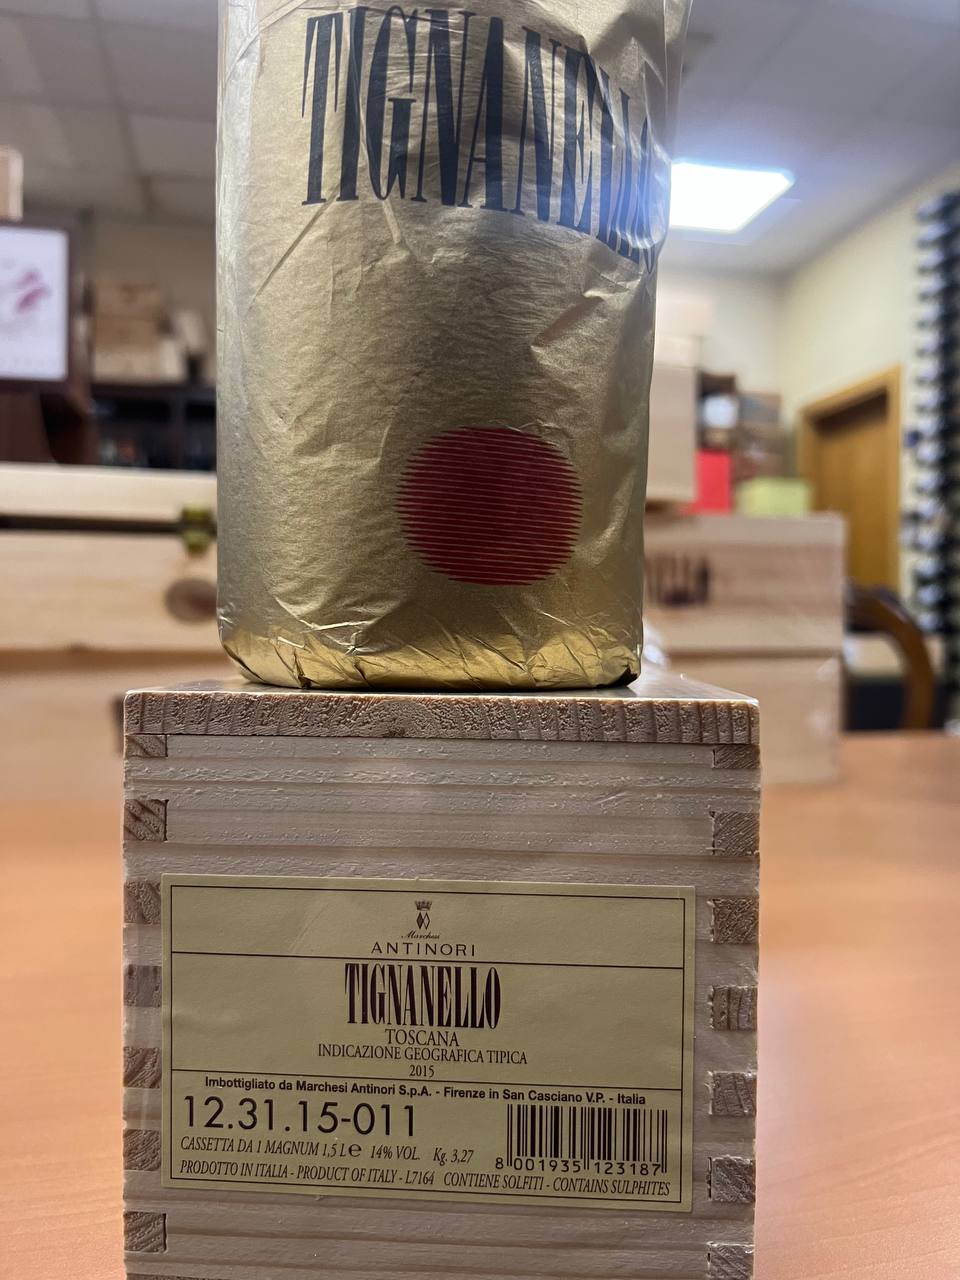 TIGNANELLO
Marchesi
ANTINORI
TIGNANELLO
TOSCANA
INDICAZIONE GEOGRAFICA TIPICA
2015
Imbottigliato da Marchesi Antinori S.p.A. - Firenze in San Casciano V.P. - Italia
12.31.15-011
CASSETTA DA 1 MAGNUM 1,5 L℮ 14% VOL. Kg. 3,27
8 001935 123187
PRODOTTO IN ITALIA - PRODUCT OF ITALY - L7164 CONTIENE SOLFITI - CONTAINS SULPHITES